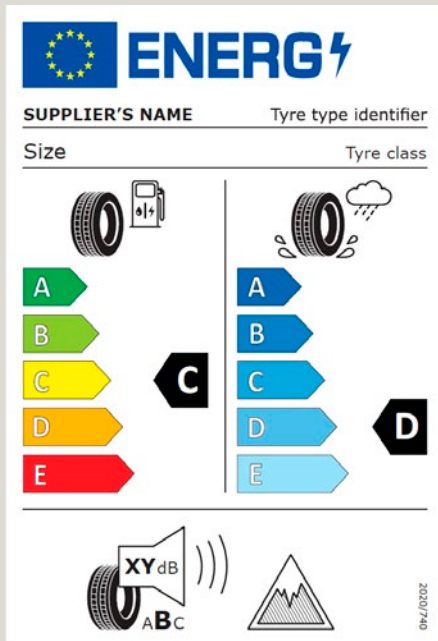 ENERG
SUPPLIER'S NAME Tyre type identifier
Size Tyre class
A A
B B
C C C
D D D
E E
XYdB
ABC
2020/740